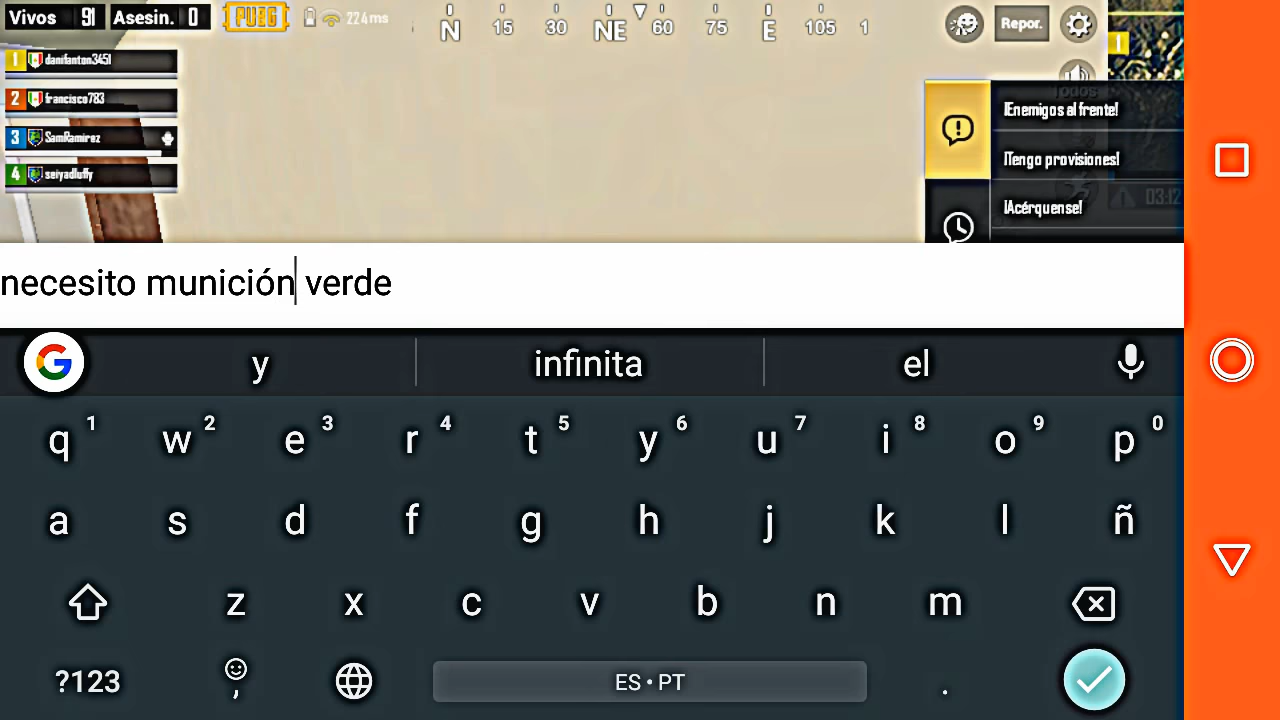 Vivos 91 Asesin. 0 PUBG 224ms
N 15 30 NE 60 75 E 105 1
Repor.
1
1 danifanton3451
2 francisco783
3 SamRamirez
4 seiyadluffy
Todos
¡Enemigos al frente!
¡Tengo provisiones!
¡Acérquense!
03:12
necesito munición verde
y infinita el
q 1 w 2 e 3 r 4 t 5 y 6 u 7 i 8 o 9 p 0
a s d f g h j k l ñ
z x c v b n m
?123 , ES • PT .